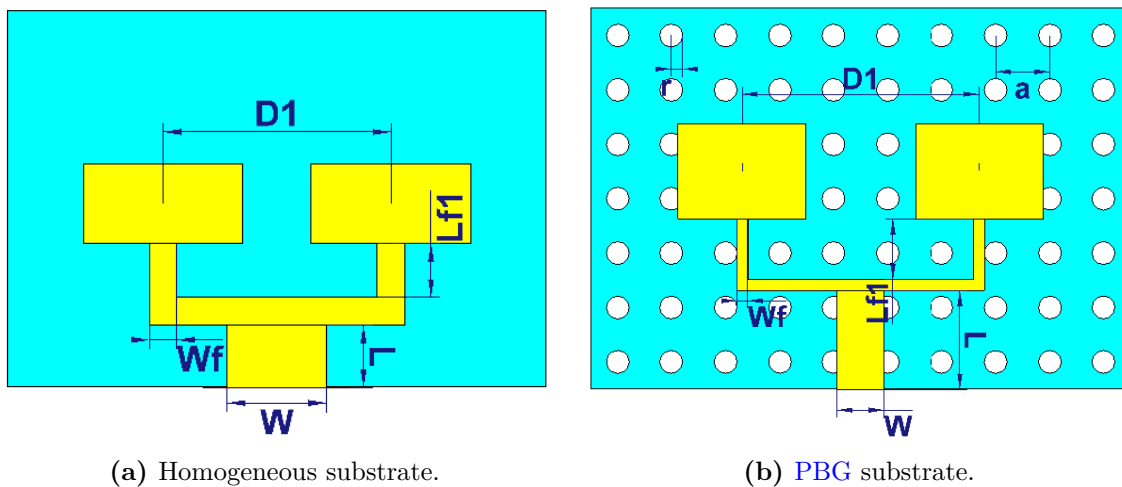 D1
Lf1
Wf
L
W
(a) Homogeneous substrate.
r
D1
a
Wf
Lf1
L
W
(b) PBG substrate.